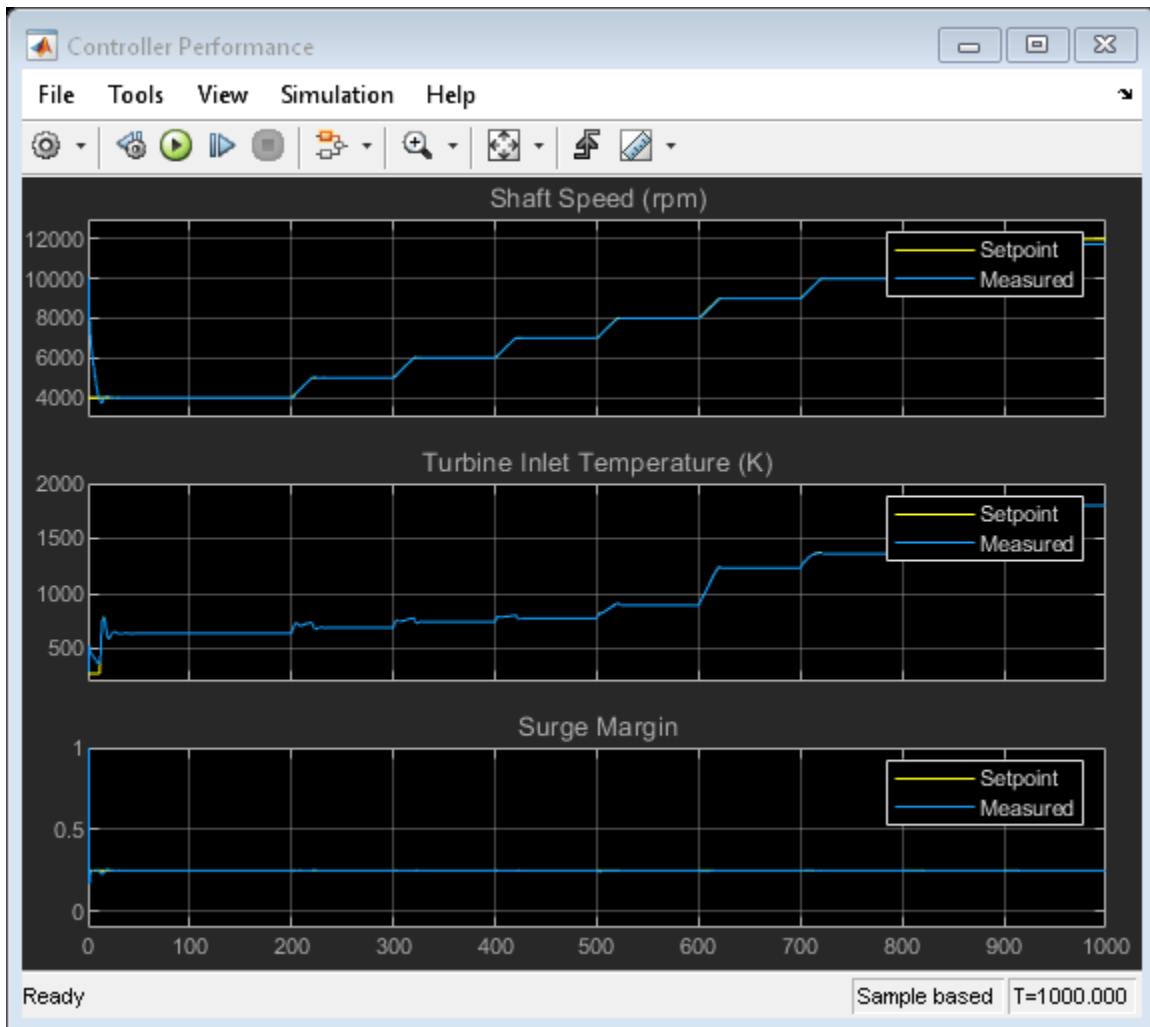 Controller Performance
File Tools View Simulation Help
Shaft Speed (rpm)
12000
10000
8000
6000
4000
Setpoint
Measured
Turbine Inlet Temperature (K)
2000
1500
1000
500
Setpoint
Measured
Surge Margin
1
0.5
0
Setpoint
Measured
0 100 200 300 400 500 600 700 800 900 1000
Ready Sample based T=1000.000